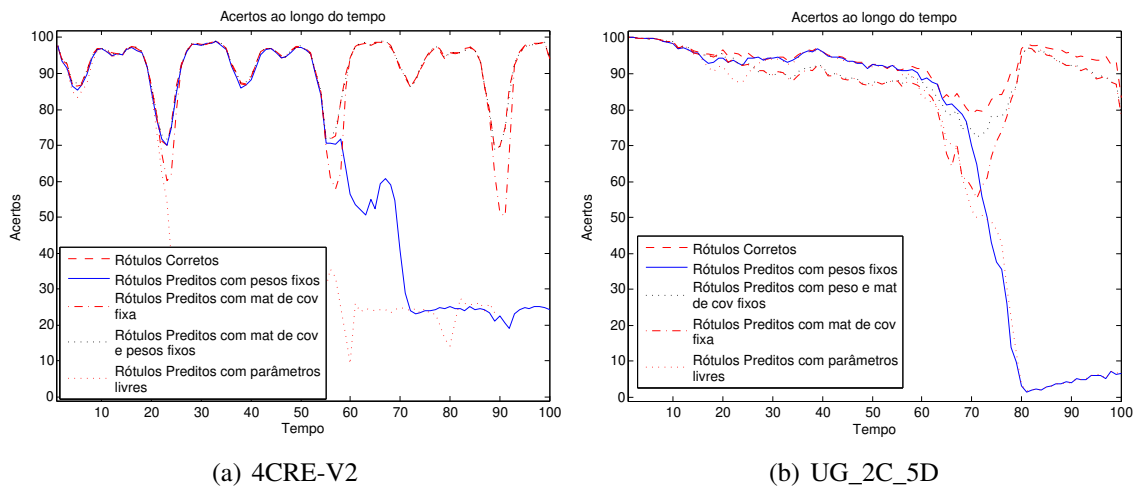 Acertos ao longo do tempo
100
90
80
70
60
50
40
30
20
10
0
Acertos
Rótulos Corretos
Rótulos Preditos com pesos fixos
Rótulos Preditos com mat de cov
fixa
Rótulos Preditos com mat de cov
e pesos fixos
Rótulos Preditos com parâmetros
livres
10 20 30 40 50 60 70 80 90 100
Tempo
(a) 4CRE-V2
Acertos ao longo do tempo
100
90
80
70
60
50
40
30
20
10
0
Acertos
Rótulos Corretos
Rótulos Preditos com pesos fixos
Rótulos Preditos com peso e mat
de cov fixos
Rótulos Preditos com mat de cov
fixa
Rótulos Preditos com parâmetros
livres
10 20 30 40 50 60 70 80 90 100
Tempo
(b) UG_2C_5D